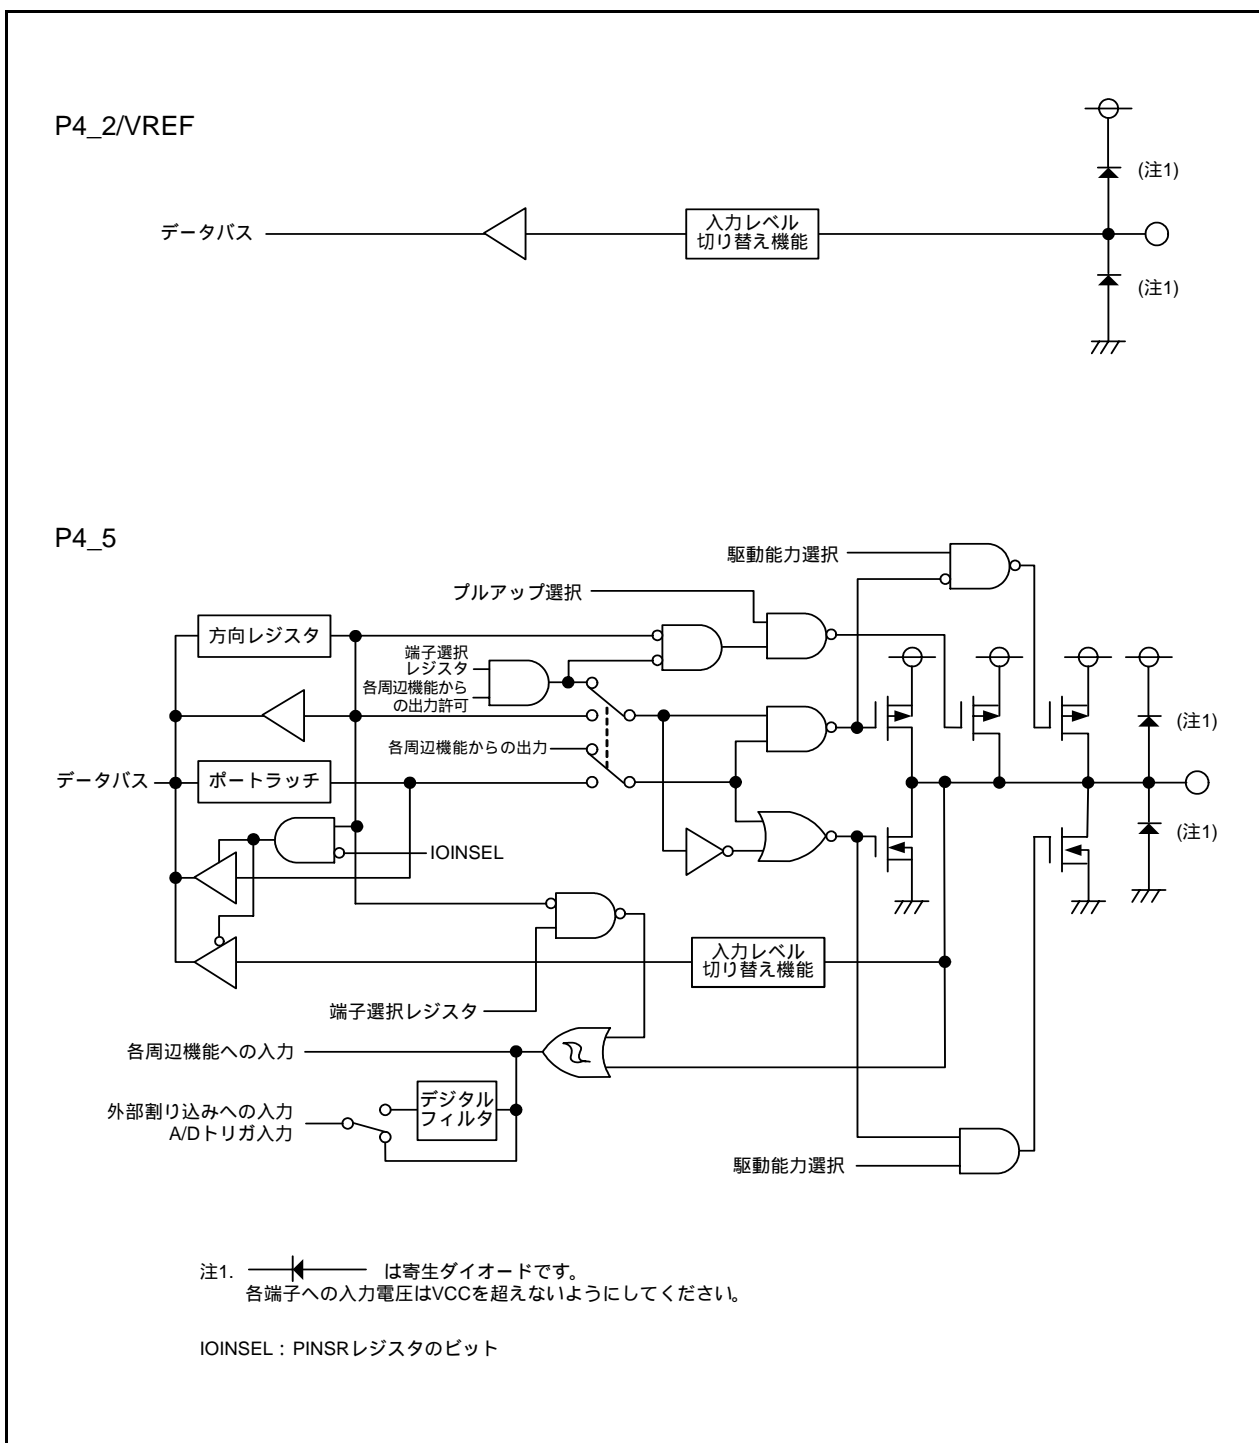 P4_2/VREF
(注1)
データバス
入力レベル
切り替え機能
(注1)
P4_5
駆動能力選択
プルアップ選択
方向レジスタ
端子選択
レジスタ
各周辺機能から
の出力許可
(注1)
各周辺機能からの出力
データバス
ポートラッチ
(注1)
IOINSEL
入力レベル
切り替え機能
端子選択レジスタ
各周辺機能への入力
デジタル
フィルタ
外部割り込みへの入力
A/Dトリガ入力
駆動能力選択
注1. は寄生ダイオードです。
各端子への入力電圧はVCCを超えないようにしてください。
IOINSEL:PINSRレジスタのビット